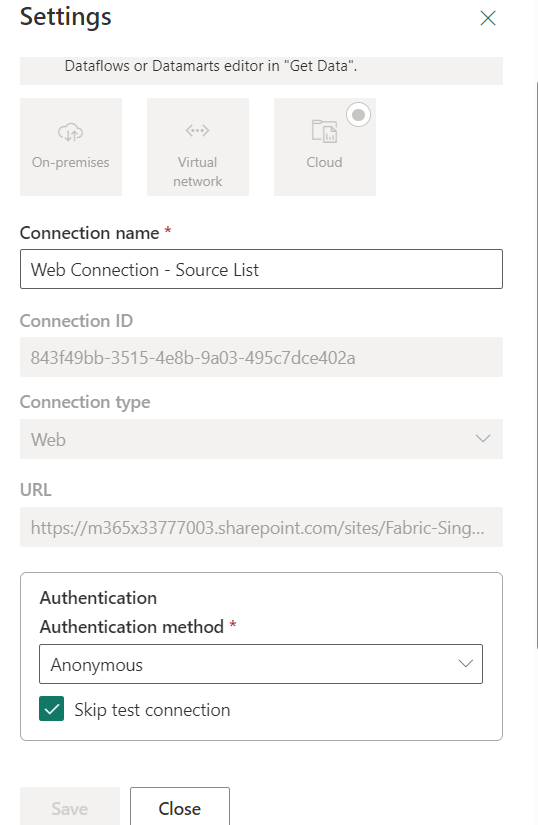 Settings
Dataflows or Datamarts editor in "Get Data".
On-premises
Virtual
network
Cloud
Connection name *
Web Connection - Source List
Connection ID
843f49bb-3515-4e8b-9a03-495c7dce402a
Connection type
Web
URL
https://m365x33777003.sharepoint.com/sites/Fabric-Sing...
Authentication
Authentication method *
Anonymous
Skip test connection
Save
Close